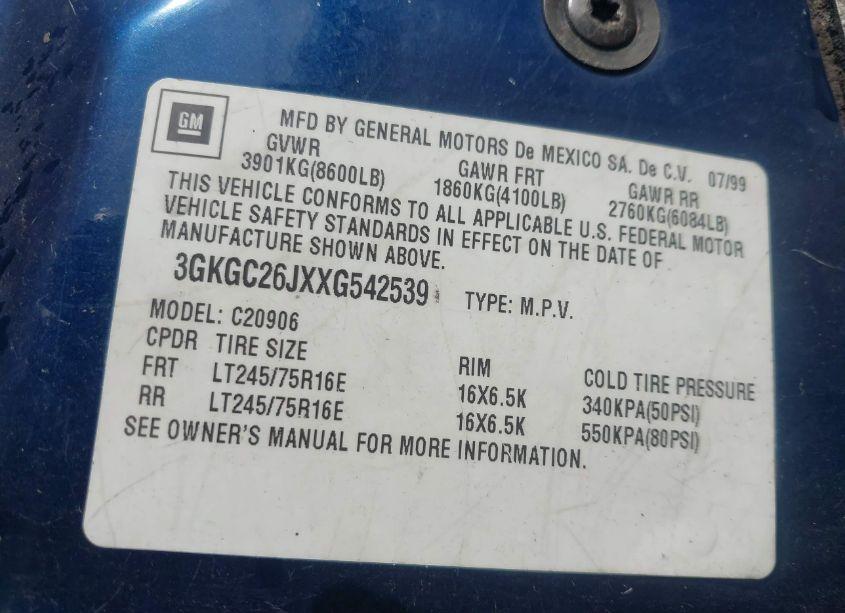 GM
MFD BY GENERAL MOTORS De MEXICO SA. De C.V. 07/99
GVWR GAWR FRT GAWR RR
3901KG(8600LB) 1860KG(4100LB) 2760KG(6084LB)
THIS VEHICLE CONFORMS TO ALL APPLICABLE U.S. FEDERAL MOTOR
VEHICLE SAFETY STANDARDS IN EFFECT ON THE DATE OF
MANUFACTURE SHOWN ABOVE.
3GKGC26JXXG542539 TYPE: M.P.V.
MODEL: C20906
CPDR TIRE SIZE RIM COLD TIRE PRESSURE
FRT LT245/75R16E 16X6.5K 340KPA(50PSI)
RR LT245/75R16E 16X6.5K 550KPA(80PSI)
SEE OWNER'S MANUAL FOR MORE INFORMATION.